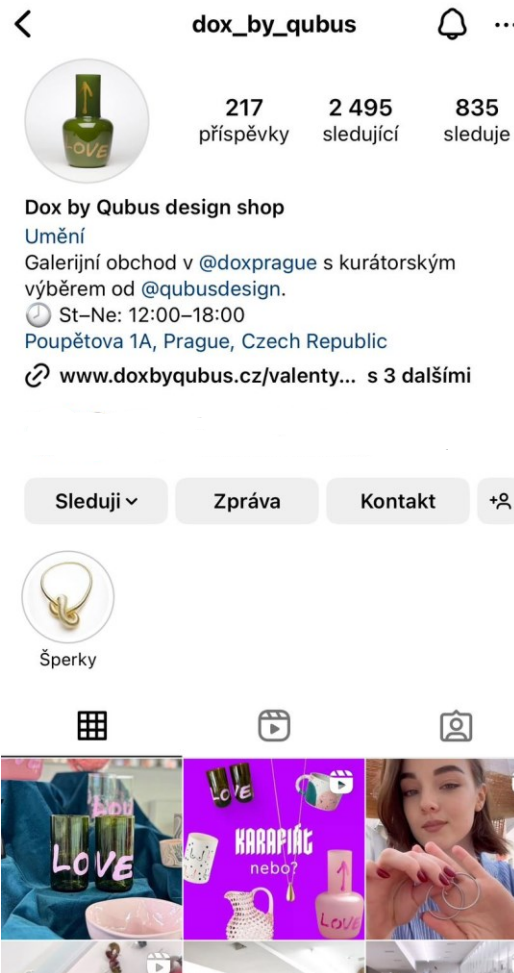 dox_by_qubus
LOVE
217 2 495 835
příspěvky sledující sleduje
Dox by Qubus design shop
Umění
Galerijní obchod v @doxprague s kurátorským
výběrem od @qubusdesign.
St–Ne: 12:00–18:00
Poupětova 1A, Prague, Czech Republic
www.doxbyqubus.cz/valenty... s 3 dalšími
Sleduji Zpráva Kontakt
Šperky
LOVE
LOVE
KARAFIÁT
nebo?
LOVE